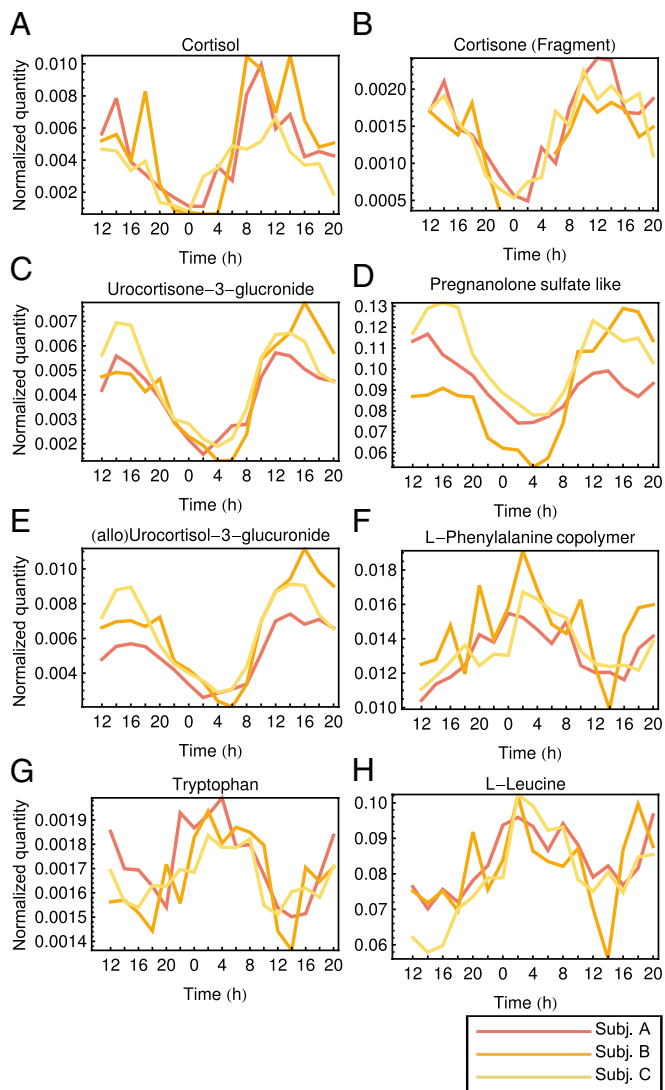 A
Cortisol
Normalized quantity
0.010
0.008
0.006
0.004
0.002
12 16 20 0 4 8 12 16 20
Time (h)
B
Cortisone (Fragment)
0.0020
0.0015
0.0010
0.0005
12 16 20 0 4 8 12 16 20
Time (h)
C
Urocortisone−3−glucronide
Normalized quantity
0.007
0.006
0.005
0.004
0.003
0.002
12 16 20 0 4 8 12 16 20
Time (h)
D
Pregnanolone sulfate like
0.13
0.12
0.11
0.10
0.09
0.08
0.07
0.06
12 16 20 0 4 8 12 16 20
Time (h)
E
(allo)Urocortisol−3−glucuronide
Normalized quantity
0.010
0.008
0.006
0.004
12 16 20 0 4 8 12 16 20
Time (h)
F
L−Phenylalanine copolymer
0.018
0.016
0.014
0.012
0.010
12 16 20 0 4 8 12 16 20
Time (h)
G
Tryptophan
Normalized quantity
0.0019
0.0018
0.0017
0.0016
0.0015
0.0014
12 16 20 0 4 8 12 16 20
Time (h)
H
L−Leucine
0.10
0.09
0.08
0.07
0.06
12 16 20 0 4 8 12 16 20
Time (h)
Subj. A
Subj. B
Subj. C